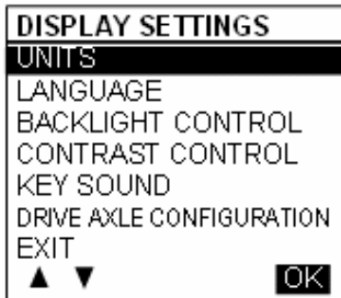 DISPLAY SETTINGS
UNITS
LANGUAGE
BACKLIGHT CONTROL
CONTRAST CONTROL
KEY SOUND
DRIVE AXLE CONFIGURATION
EXIT
▲ ▼ OK